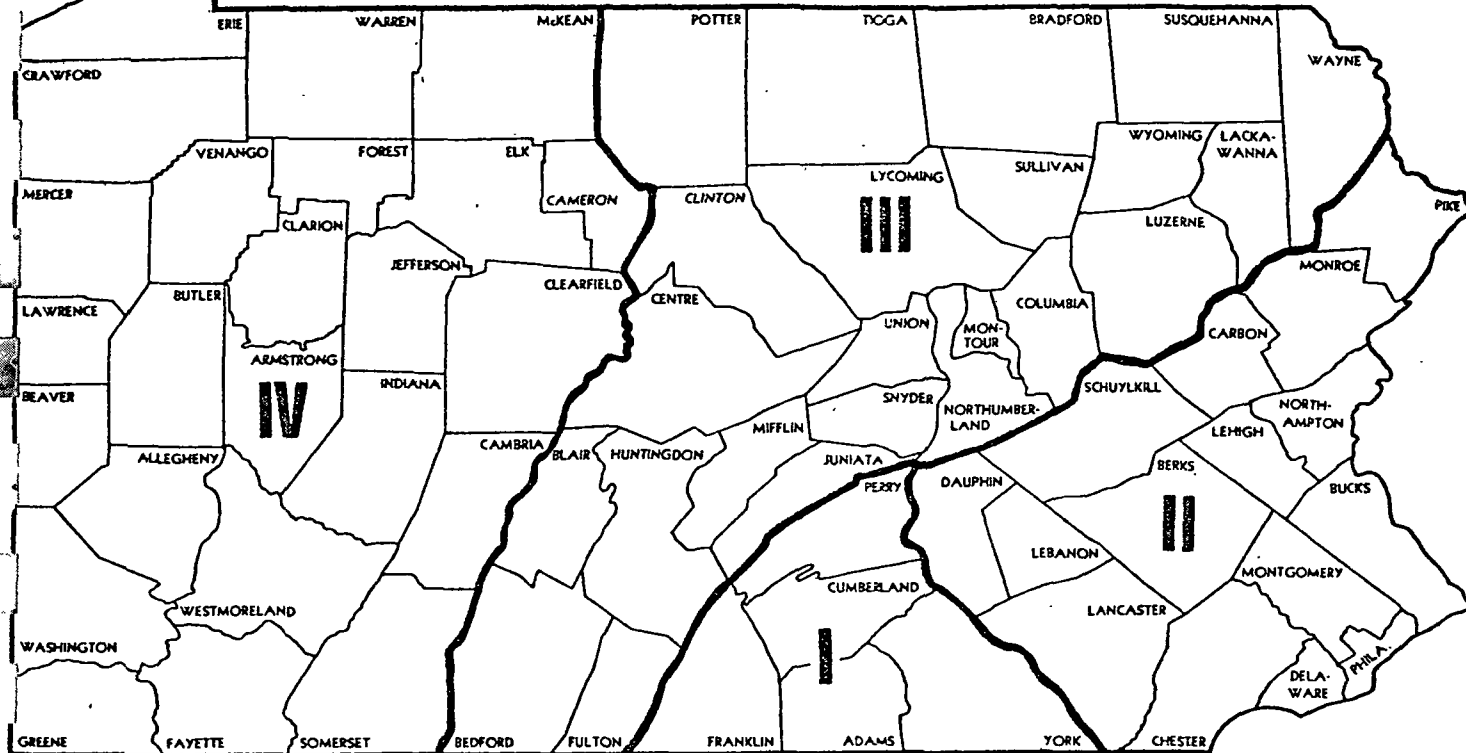 ERIE
WARREN
McKEAN
POTTER
TIOGA
BRADFORD
SUSQUEHANNA
WAYNE
CRAWFORD
VENANGO
FOREST
ELK
WYOMING
LACKA-
WANNA
MERCER
CAMERON
CLINTON
LYCOMING
SULLIVAN
PIKE
CLARION
III
LUZERNE
JEFFERSON
CLEARFIELD
CENTRE
MONROE
LAWRENCE
BUTLER
UNION
MON-
TOUR
COLUMBIA
CARBON
ARMSTRONG
IV
INDIANA
BEAVER
SCHUYLKILL
SNYDER
NORTHUMBER-
LAND
NORTH-
AMPTON
MIFFLIN
LEHIGH
ALLEGHENY
CAMBRIA
BLAIR
HUNTINGDON
JUNIATA
PERRY
DAUPHIN
BERKS
BUCKS
II
LEBANON
MONTGOMERY
WESTMORELAND
CUMBERLAND
LANCASTER
WASHINGTON
I
PHILA.
DELA-
WARE
GREENE
FAYETTE
SOMERSET
BEDFORD
FULTON
FRANKLIN
ADAMS
YORK
CHESTER